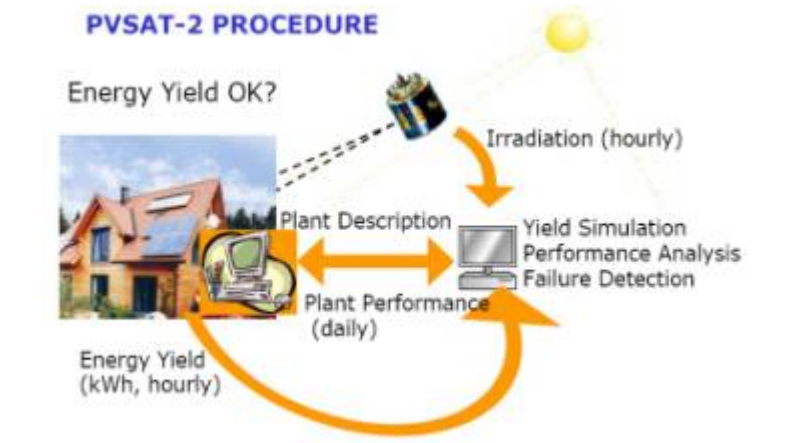 PVSAT-2 PROCEDURE
Energy Yield OK?
Irradiation (hourly)
Plant Description
Yield Simulation
Performance Analysis
Failure Detection
Plant Performance
(daily)
Energy Yield
(kWh, hourly)